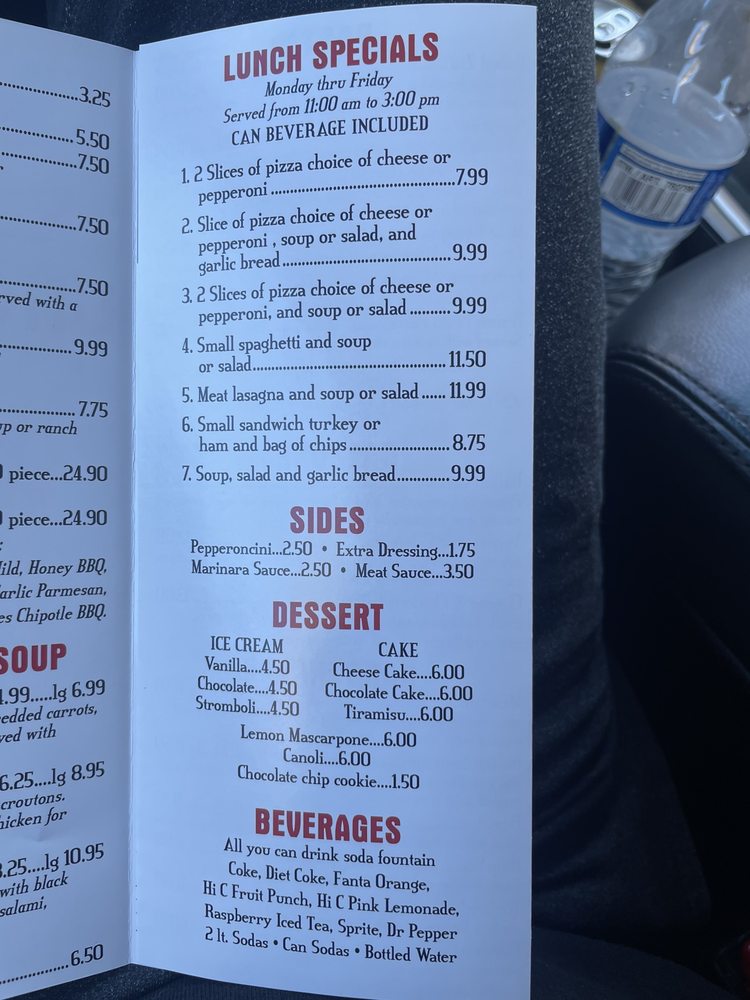 ...3.25
...5.50
...7.50
...7.50
...7.50
with a
...9.99
...7.75
or ranch
piece...24.90
piece...24.90
Honey BBQ,
Parmesan,
Chipotle BBQ.
SOUP
lg 6.99
carrots,
with
6.25....lg 8.95
croutons.
for
lg 10.95
with black
salami,
...6.50
LUNCH SPECIALS
Monday thru Friday
Served from 11:00 am to 3:00 pm
CAN BEVERAGE INCLUDED
1. 2 Slices of pizza choice of cheese or
pepperoni...7.99
2. Slice of pizza choice of cheese or
pepperoni , soup or salad, and
garlic bread...9.99
3. 2 Slices of pizza choice of cheese or
pepperoni, and soup or salad...9.99
4. Small spaghetti and soup
or salad...11.50
5. Meat lasagna and soup or salad...11.99
6. Small sandwich turkey or
ham and bag of chips...8.75
7. Soup, salad and garlic bread...9.99
SIDES
Pepperoncini...2.50 • Extra Dressing...1.75
Marinara Sauce...2.50 • Meat Sauce...3.50
DESSERT
ICE CREAM
Vanilla....4.50
Chocolate....4.50
Stromboli....4.50
CAKE
Cheese Cake....6.00
Chocolate Cake....6.00
Tiramisu....6.00
Lemon Mascarpone....6.00
Canoli....6.00
Chocolate chip cookie....1.50
BEVERAGES
All you can drink soda fountain
Coke, Diet Coke, Fanta Orange,
Hi C Fruit Punch, Hi C Pink Lemonade,
Raspberry Iced Tea, Sprite, Dr Pepper
2 lt. Sodas • Can Sodas • Bottled Water